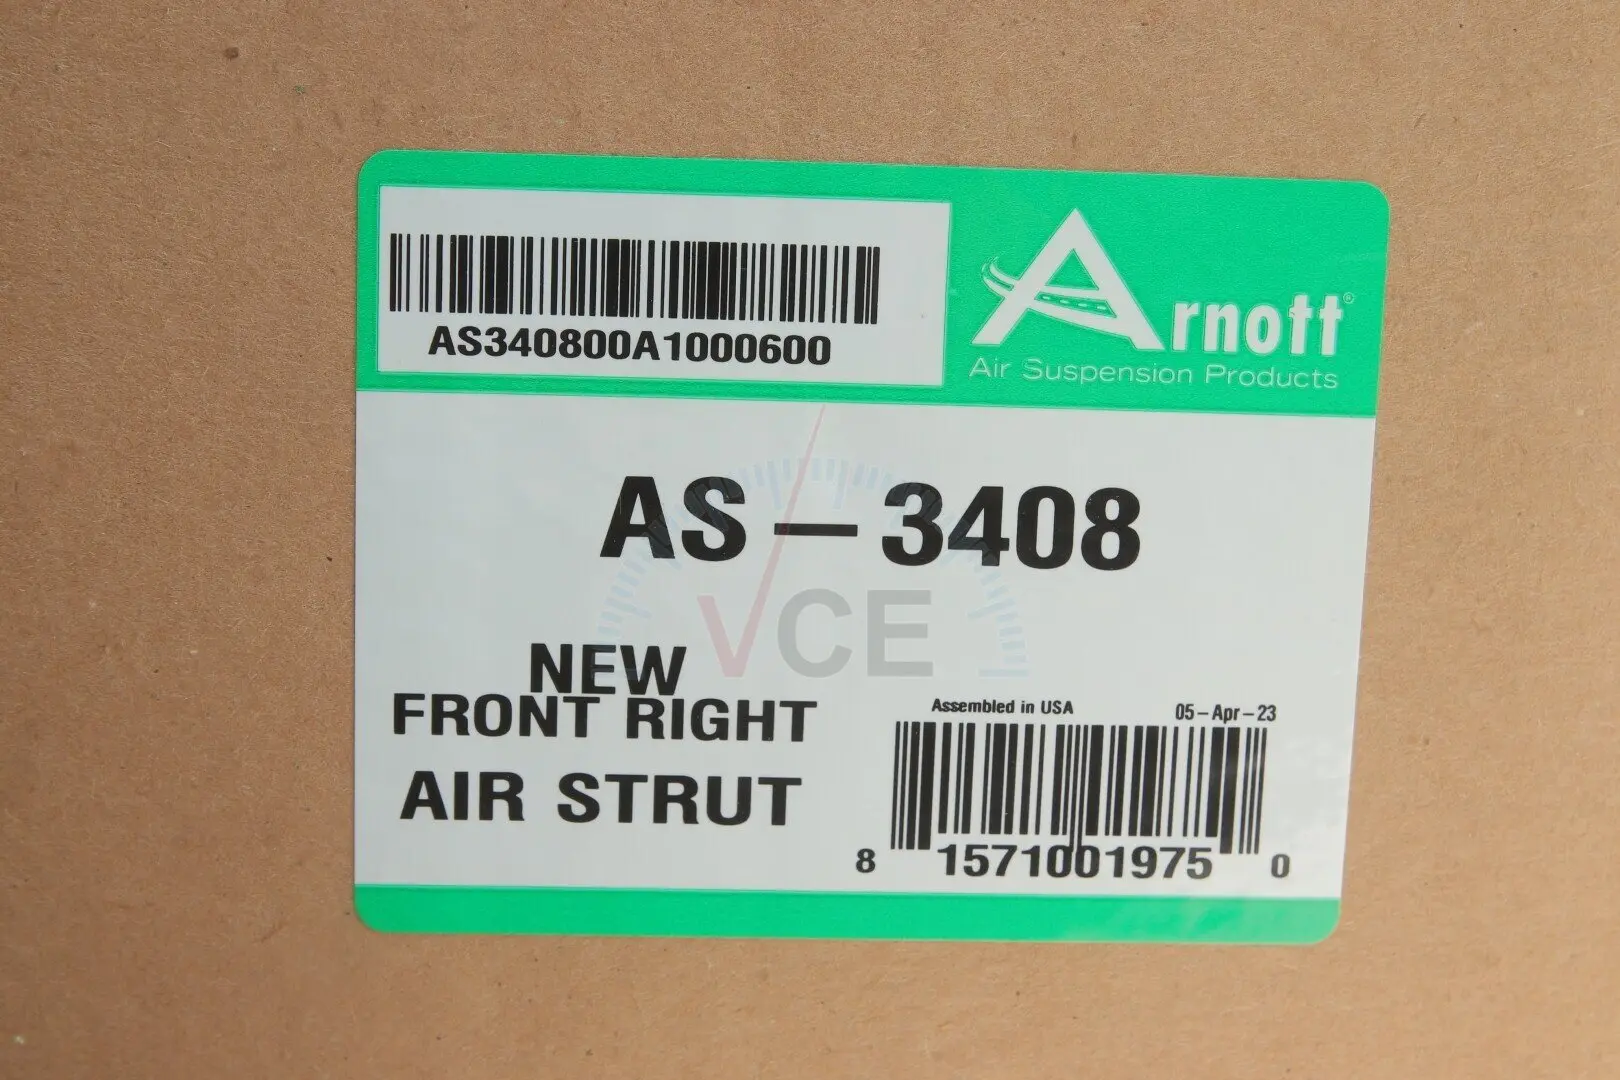 AS340800A1000600
Arnott®
Air Suspension Products
AS-3408
VCE
NEW
FRONT RIGHT
AIR STRUT
Assembled in USA 05-Apr-23
8 1571001975 0